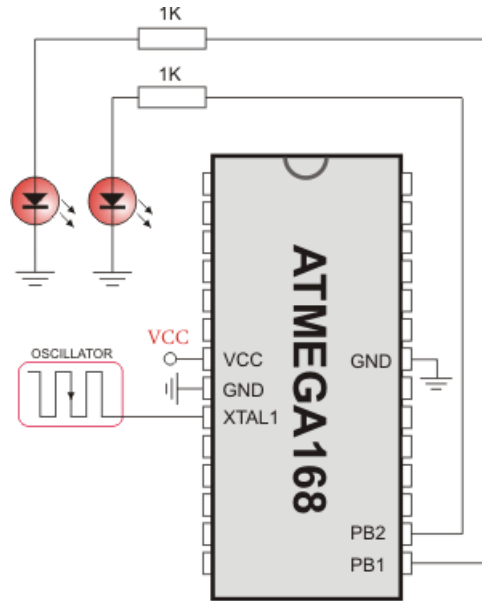 1K
1K
OSCILLATOR
VCC
VCC
GND
XTAL1
ATMEGA168
GND
PB2
PB1